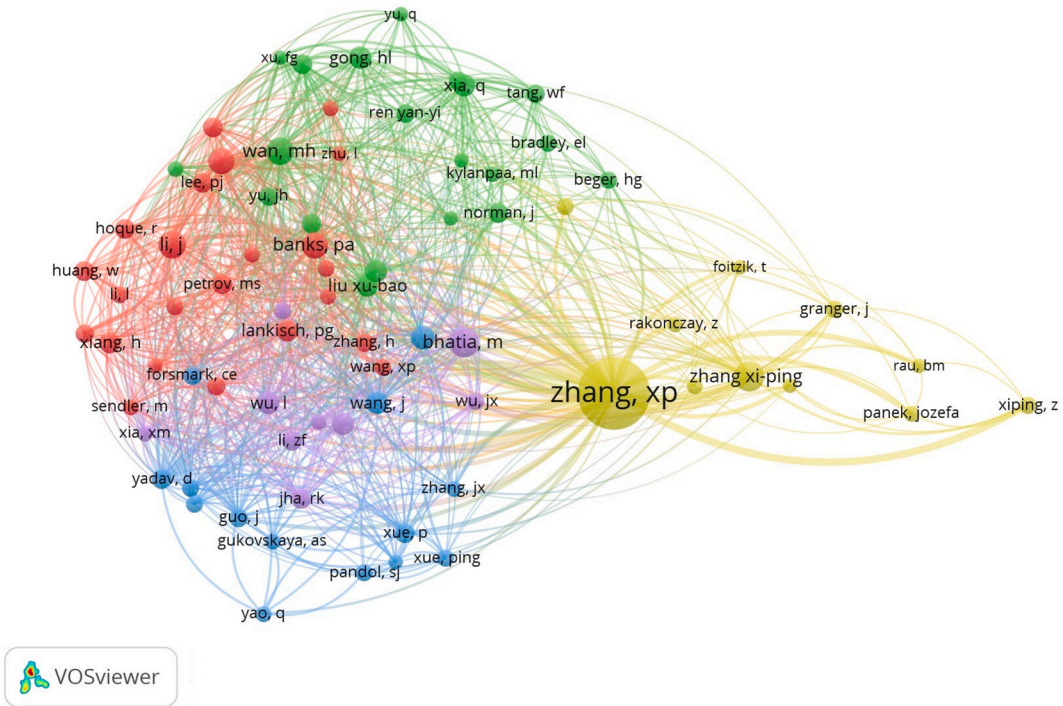 yu, q
xu, fg
gong, hl
xia, q
tang, wf
ren yan-yi
wan, mh
zhu, l
bradley, el
lee, pj
kylanpaa, ml
beger, hg
yu, jh
norman, j
hoque, r
li, j
banks, pa
huang, w
petrov, ms
liu xu-bao
foitzik, t
li, l
granger, j
rakonczay, z
lankisch, pg
xiang, h
zhang, h
bhatia, m
wang, xp
rau, bm
forsmark, ce
zhang xi-ping
zhang, xp
sendler, m
wu, l
wang, j
wu, jx
xiping, z
panek, jozefa
xia, xm
li, zf
yadav, d
zhang, jx
jha, rk
guo, j
xue, p
gukovskaya, as
xue, ping
pandol, sj
yao, q
VOSviewer